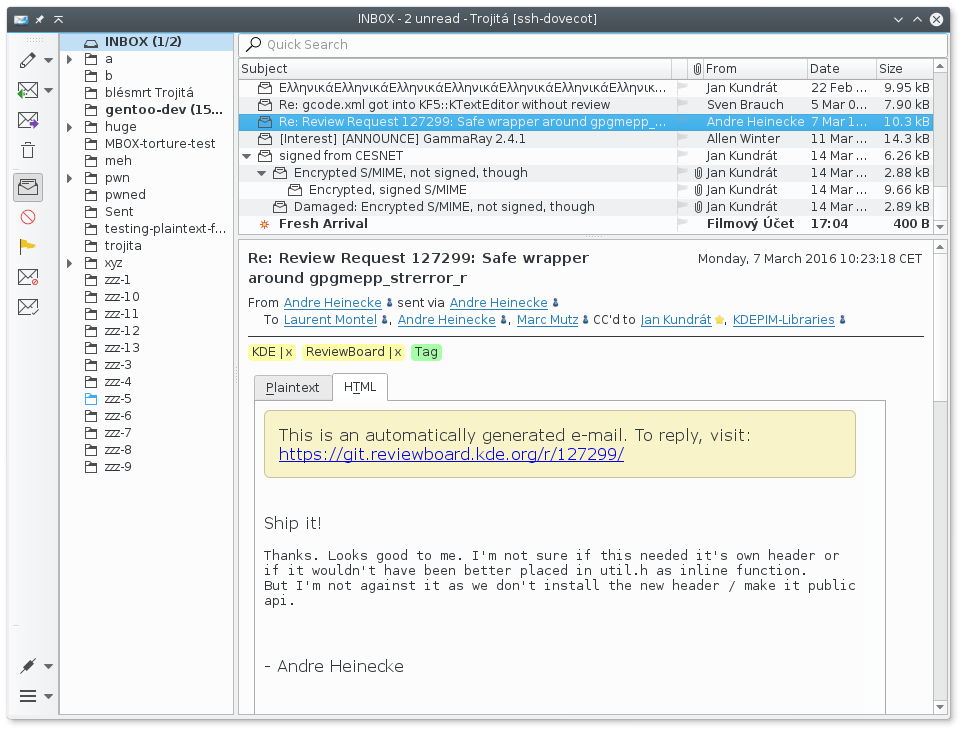 INBOX - 2 unread - Trojitá [ssh-dovecot]
INBOX (1/2)
a
b
blésmrt Trojitá
gentoo-dev (15...
huge
MBOX-torture-test
meh
pwn
pwned
Sent
testing-plaintext-f...
trojita
xyz
zzz-1
zzz-10
zzz-11
zzz-12
zzz-13
zzz-3
zzz-4
zzz-5
zzz-6
zzz-7
zzz-8
zzz-9
Quick Search
Subject From Date Size
ΕλληνικάΕλληνικάΕλληνικάΕλληνικάΕλληνικάΕλληνικάΕλληνικ... Jan Kundrát 22 Feb ... 9.95 kB
Re: gcode.xml got into KF5::KTextEditor without review Sven Brauch 5 Mar 0... 7.90 kB
Re: Review Request 127299: Safe wrapper around gpgmepp_... Andre Heinecke 7 Mar 1... 10.3 kB
[Interest] [ANNOUNCE] GammaRay 2.4.1 Allen Winter 11 Mar ... 14.3 kB
signed from CESNET Jan Kundrát 14 Mar ... 6.26 kB
Encrypted S/MIME, not signed, though Jan Kundrát 14 Mar ... 2.88 kB
Encrypted, signed S/MIME Jan Kundrát 14 Mar ... 9.66 kB
Damaged: Encrypted S/MIME, not signed, though Jan Kundrát 14 Mar ... 2.89 kB
Fresh Arrival Filmový Účet 17:04 400 B
Re: Review Request 127299: Safe wrapper
around gpgmepp_strerror_r
Monday, 7 March 2016 10:23:18 CET
From Andre Heinecke sent via Andre Heinecke
To Laurent Montel, Andre Heinecke, Marc Mutz CC'd to Jan Kundrát, KDEPIM-Libraries
KDE | x ReviewBoard | x Tag
Plaintext HTML
This is an automatically generated e-mail. To reply, visit:
https://git.reviewboard.kde.org/r/127299/
Ship it!
Thanks. Looks good to me. I'm not sure if this needed it's own header or
if it wouldn't have been better placed in util.h as inline function.
But I'm not against it as we don't install the new header / make it public
api.
- Andre Heinecke